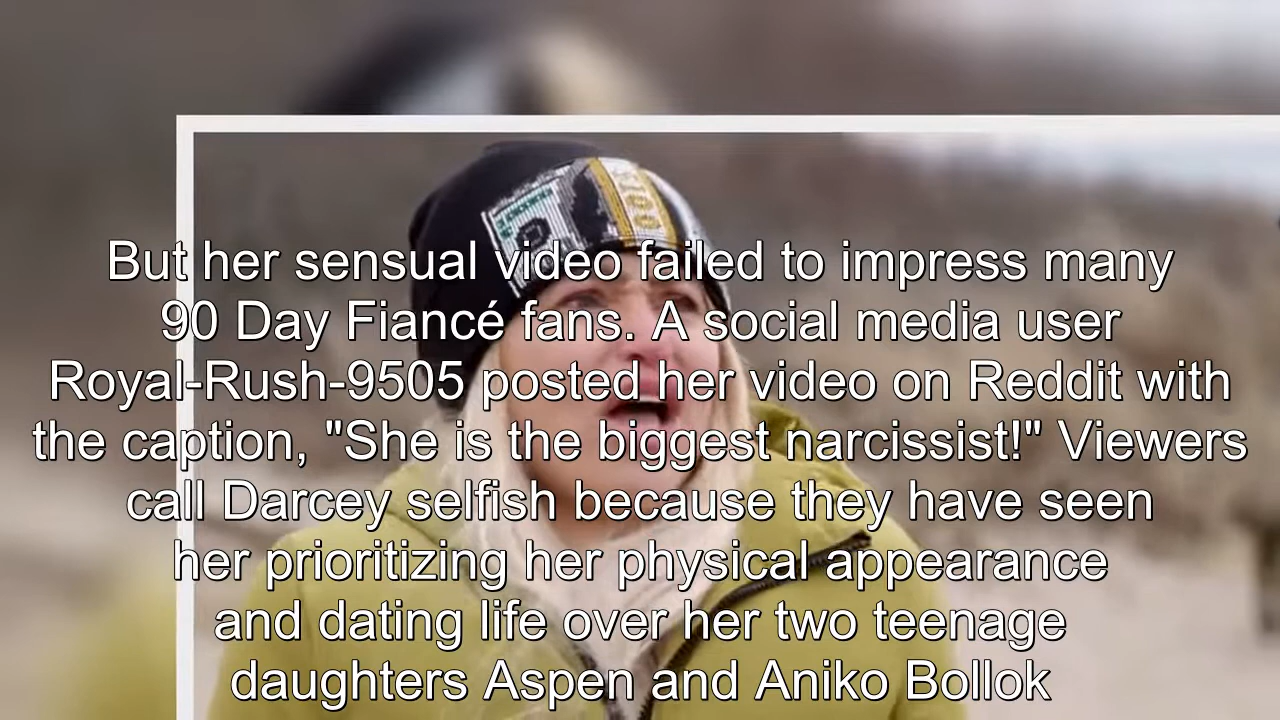 But her sensual video failed to impress many
90 Day Fiancé fans. A social media user
Royal-Rush-9505 posted her video on Reddit with
the caption, "She is the biggest narcissist!" Viewers
call Darcey selfish because they have seen
her prioritizing her physical appearance
and dating life over her two teenage
daughters Aspen and Aniko Bollok